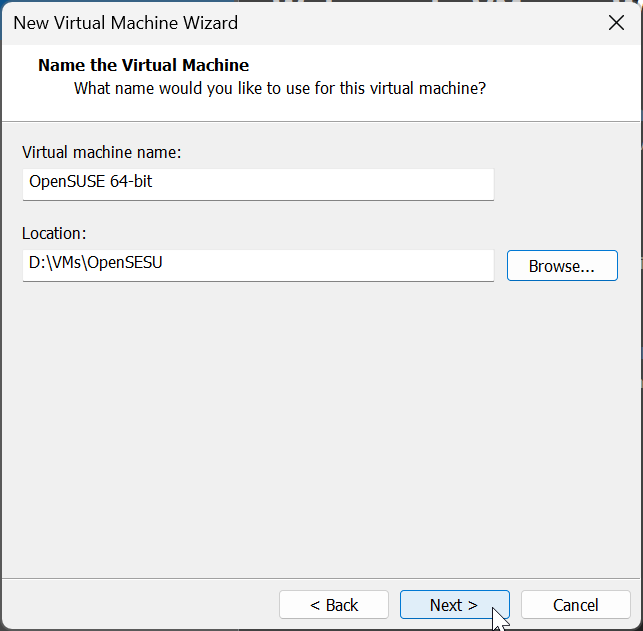 New Virtual Machine Wizard
Name the Virtual Machine
What name would you like to use for this virtual machine?
Virtual machine name:
OpenSUSE 64-bit
Location:
D:\VMs\OpenSESU
Browse...
< Back
Next >
Cancel